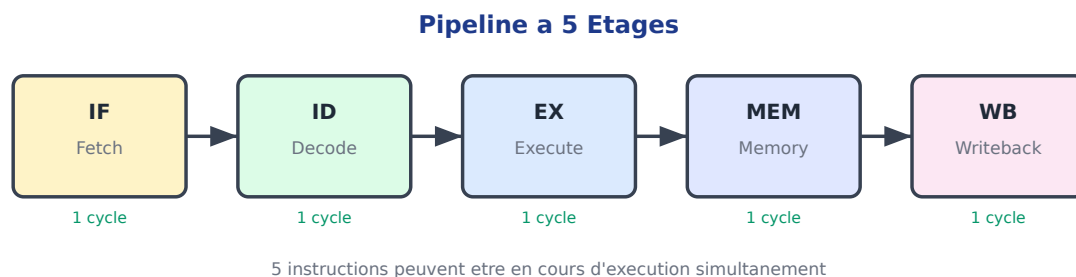 Pipeline a 5 Etages
IF
Fetch
1 cycle
ID
Decode
1 cycle
EX
Execute
1 cycle
MEM
Memory
1 cycle
WB
Writeback
1 cycle
5 instructions peuvent etre en cours d'execution simultanement